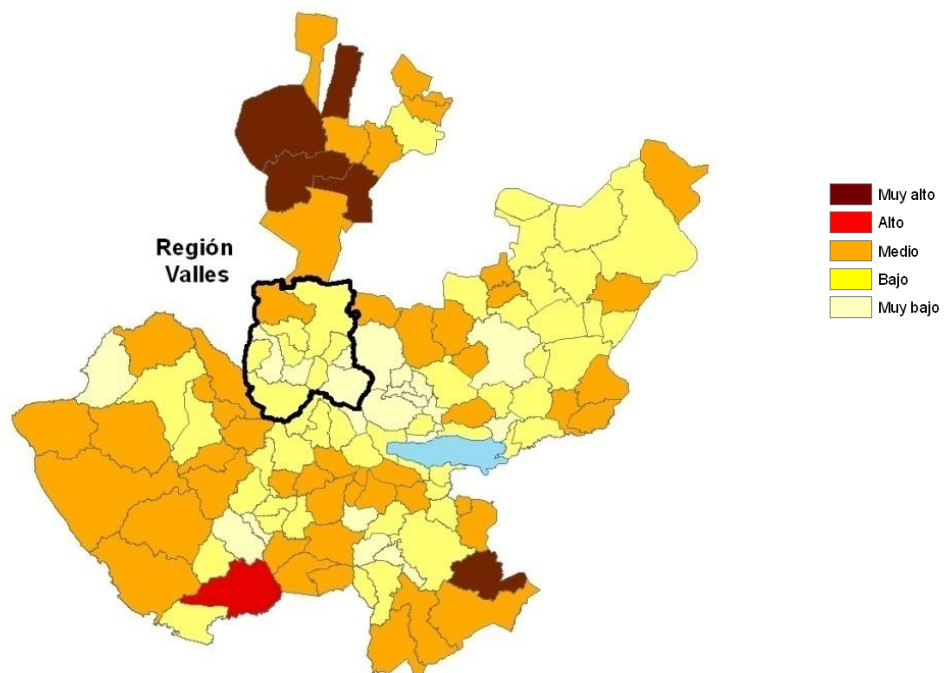 Región
Valles
Muy alto
Alto
Medio
Bajo
Muy bajo